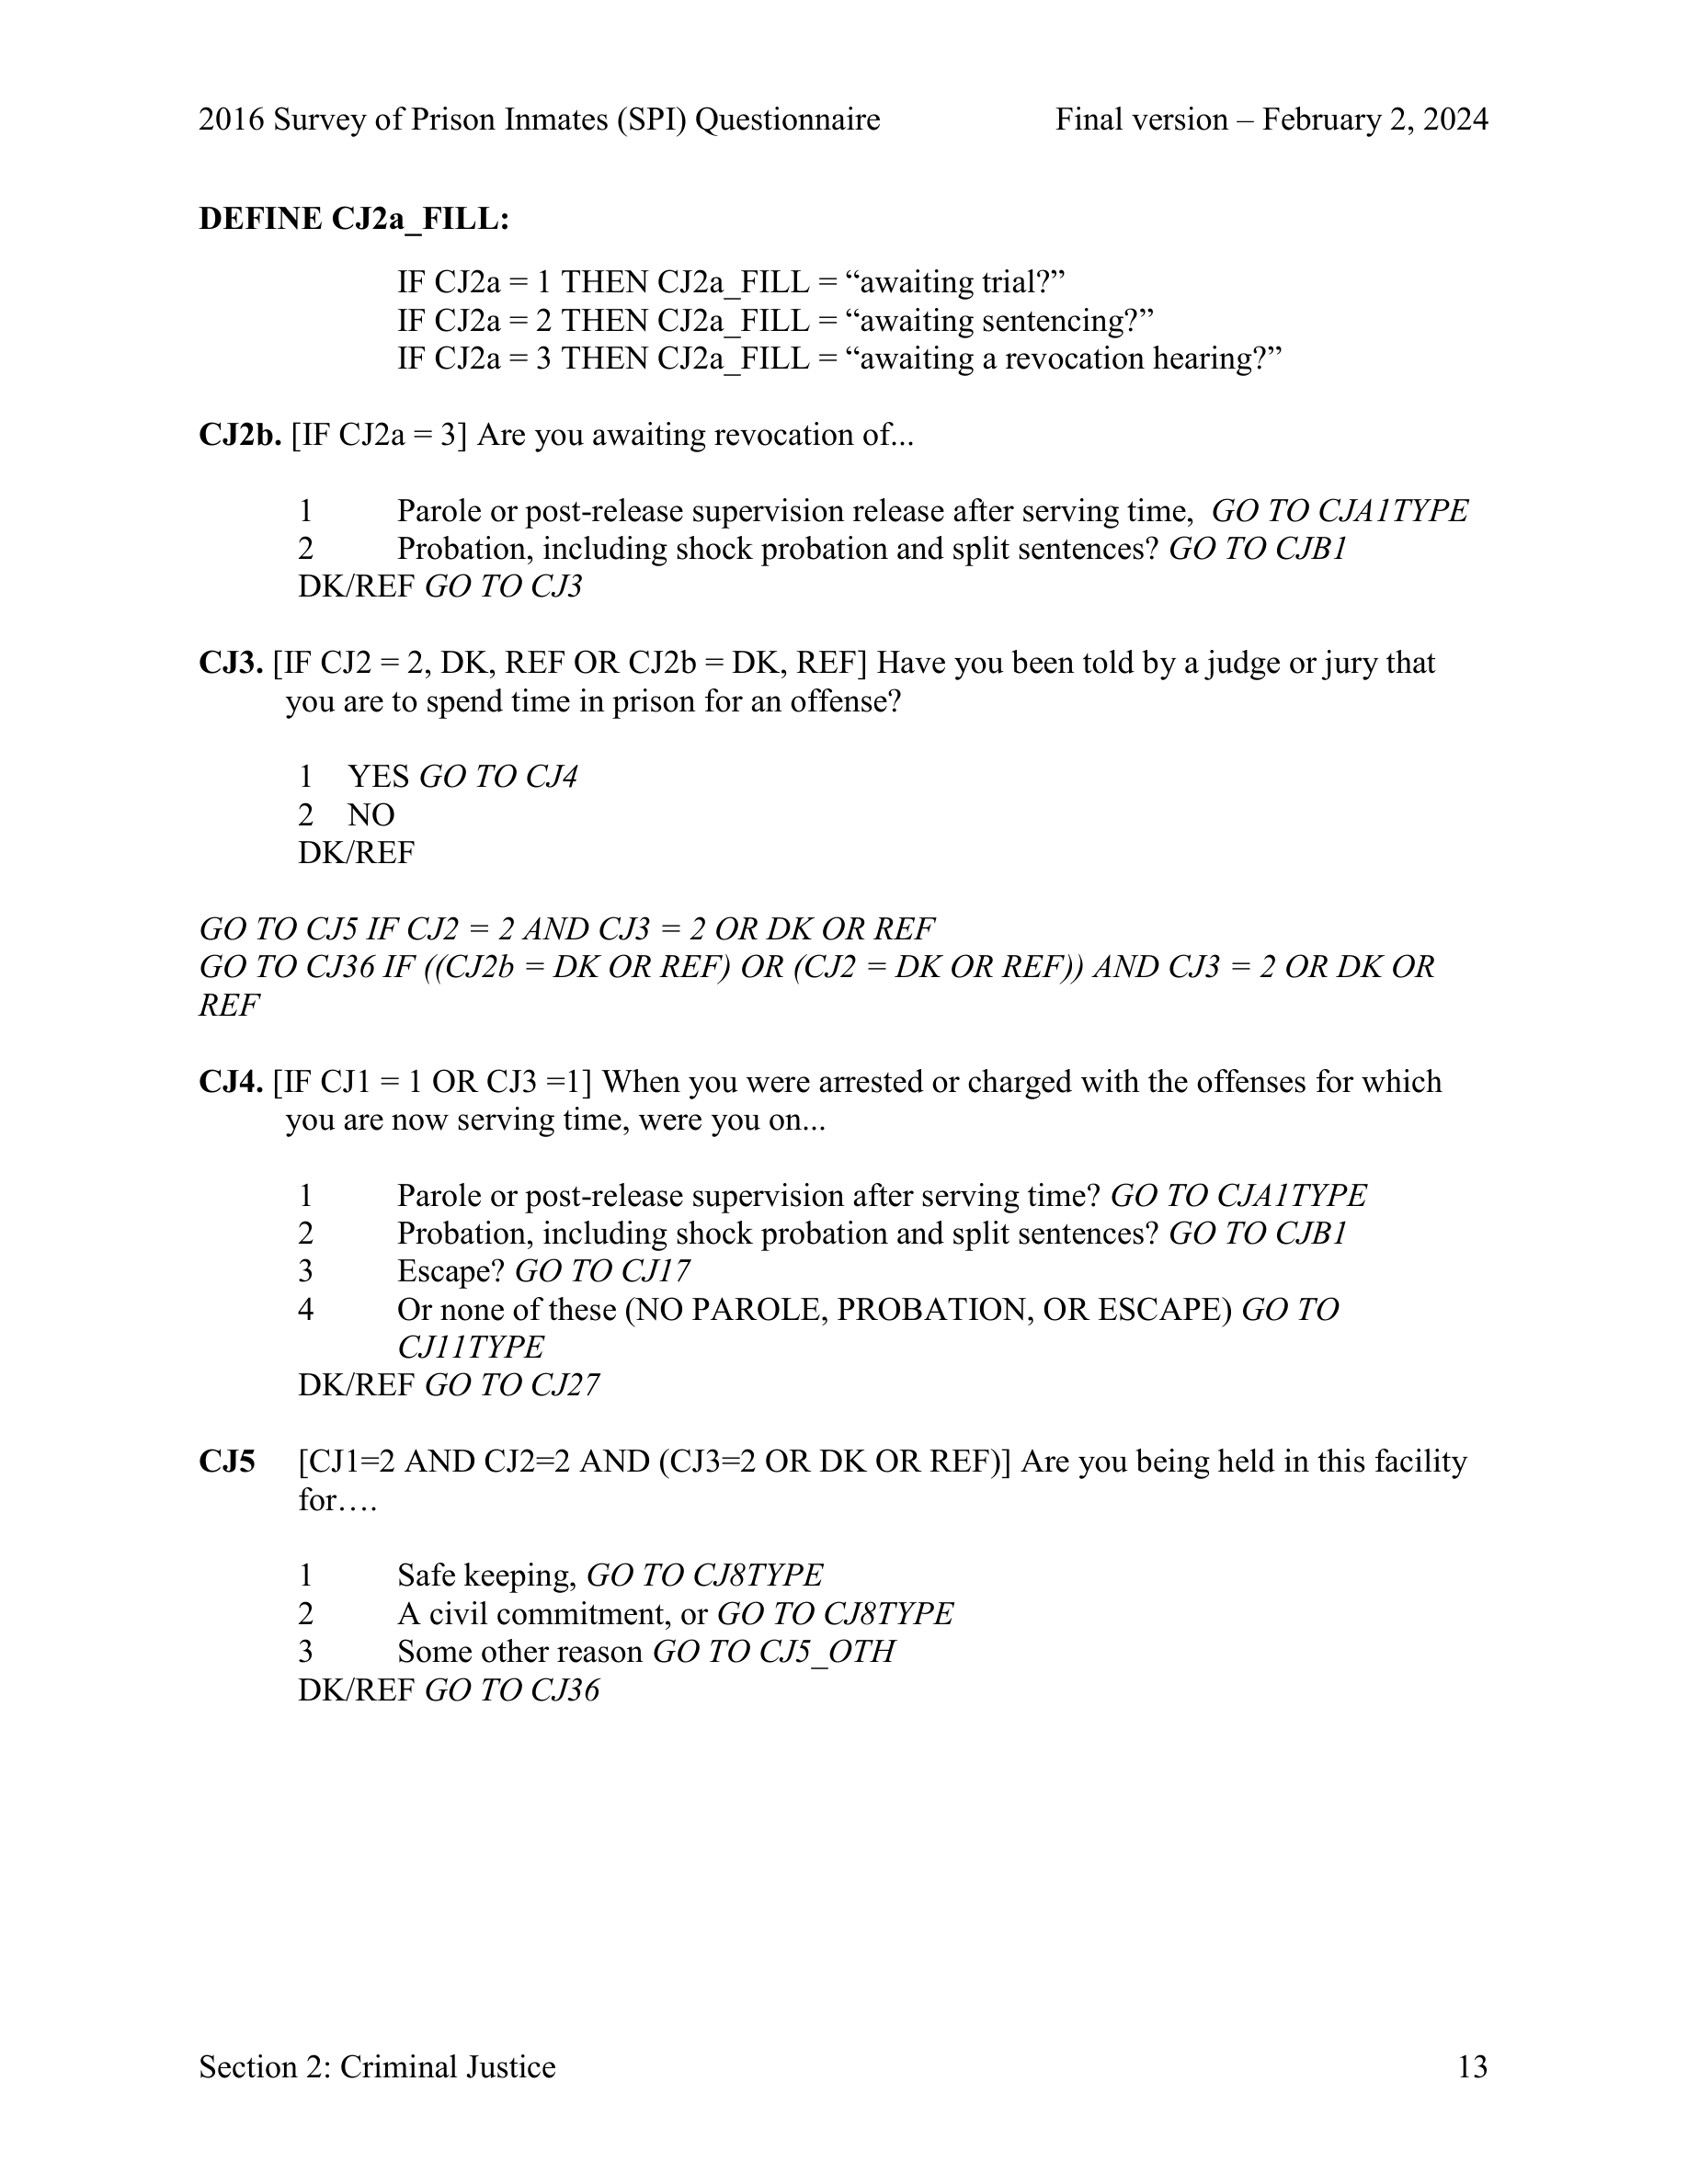 2016 Survey of Prison Inmates (SPI) Questionnaire Final version – February 2, 2024
DEFINE CJ2a_FILL:
IF CJ2a = 1 THEN CJ2a_FILL = “awaiting trial?”
IF CJ2a = 2 THEN CJ2a_FILL = “awaiting sentencing?”
IF CJ2a = 3 THEN CJ2a_FILL = “awaiting a revocation hearing?”
CJ2b. [IF CJ2a = 3] Are you awaiting revocation of...
1 Parole or post-release supervision release after serving time, GO TO CJA1TYPE
2 Probation, including shock probation and split sentences? GO TO CJB1
DK/REF GO TO CJ3
CJ3. [IF CJ2 = 2, DK, REF OR CJ2b = DK, REF] Have you been told by a judge or jury that
you are to spend time in prison for an offense?
1 YES GO TO CJ4
2 NO
DK/REF
GO TO CJ5 IF CJ2 = 2 AND CJ3 = 2 OR DK OR REF
GO TO CJ36 IF ((CJ2b = DK OR REF) OR (CJ2 = DK OR REF)) AND CJ3 = 2 OR DK OR
REF
CJ4. [IF CJ1 = 1 OR CJ3 =1] When you were arrested or charged with the offenses for which
you are now serving time, were you on...
1 Parole or post-release supervision after serving time? GO TO CJA1TYPE
2 Probation, including shock probation and split sentences? GO TO CJB1
3 Escape? GO TO CJ17
4 Or none of these (NO PAROLE, PROBATION, OR ESCAPE) GO TO
CJ11TYPE
DK/REF GO TO CJ27
CJ5 [CJ1=2 AND CJ2=2 AND (CJ3=2 OR DK OR REF)] Are you being held in this facility
for….
1 Safe keeping, GO TO CJ8TYPE
2 A civil commitment, or GO TO CJ8TYPE
3 Some other reason GO TO CJ5_OTH
DK/REF GO TO CJ36
Section 2: Criminal Justice 13